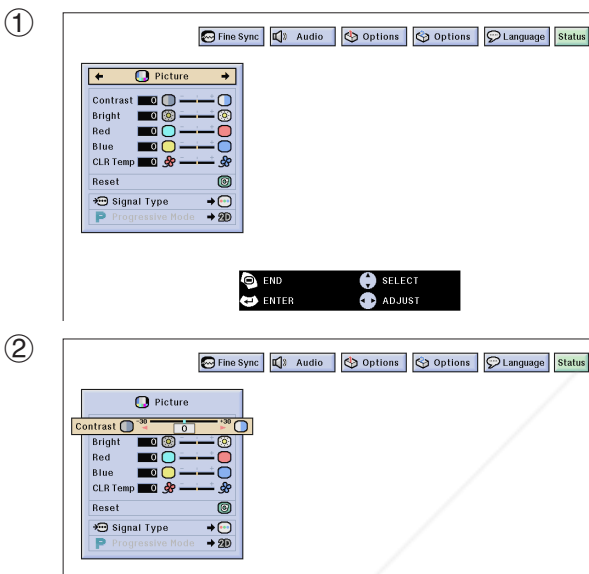 ①
Fine Sync Audio Options Options Language Status
Picture
Contrast 0
Bright 0
Red 0
Blue 0
CLR Temp 0
Reset
Signal Type
P Progressive Mode 2D
END SELECT
ENTER ADJUST
②
Fine Sync Audio Options Options Language Status
Picture
Contrast -30 0 +30
Bright 0
Red 0
Blue 0
CLR Temp 0
Reset
Signal Type
P Progressive Mode 2D